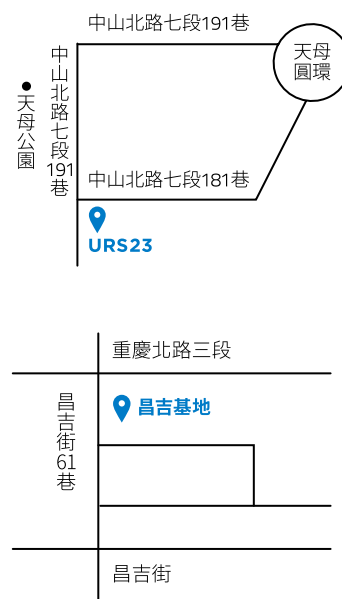 中山北路七段191巷
天母
圓環
中山北路七段191巷
天母公園
中山北路七段181巷
URS23
重慶北路三段
昌吉街61巷
昌吉基地
昌吉街